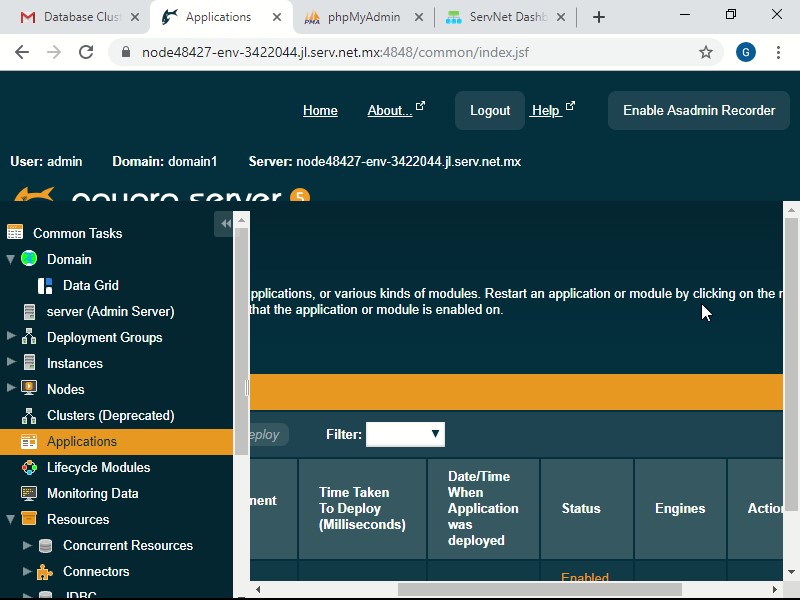 Database Clust
Applications
phpMyAdmin
ServNet Dashb
node48427-env-3422044.jl.serv.net.mx:4848/common/index.jsf
G
Home
About...
Logout
Help
Enable Asadmin Recorder
User: admin
Domain: domain1
Server: node48427-env-3422044.jl.serv.net.mx
payara server 5
Common Tasks
Domain
Data Grid
server (Admin Server)
Deployment Groups
Instances
Nodes
Clusters (Deprecated)
Applications
Lifecycle Modules
Monitoring Data
Resources
Concurrent Resources
Connectors
JDBC
pplications, or various kinds of modules. Restart an application or module by clicking on the r
that the application or module is enabled on.
eploy
Filter:
nent
Time Taken
To Deploy
(Milliseconds)
Date/Time
When
Application
was
deployed
Status
Engines
Action
Enabled